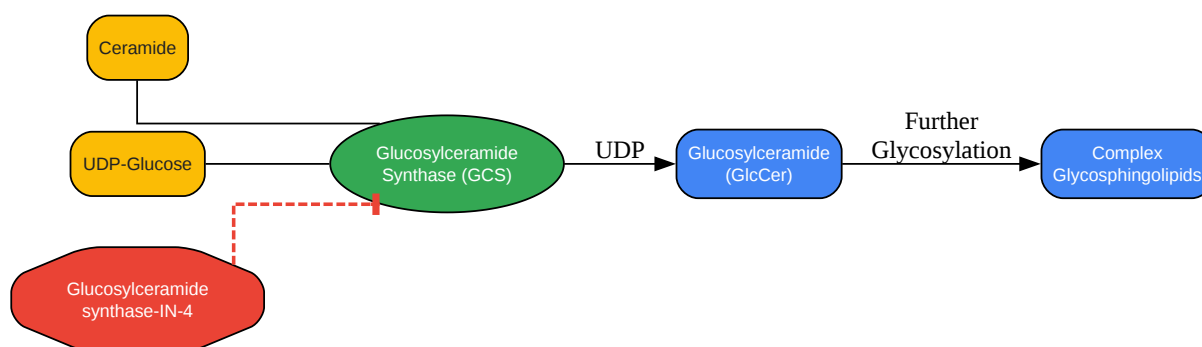 Ceramide
UDP-Glucose
Glucosylceramide
Synthase (GCS)
UDP
Glucosylceramide
(GlcCer)
Further
Glycosylation
Complex
Glycosphingolipids
Glucosylceramide
synthase-IN-4